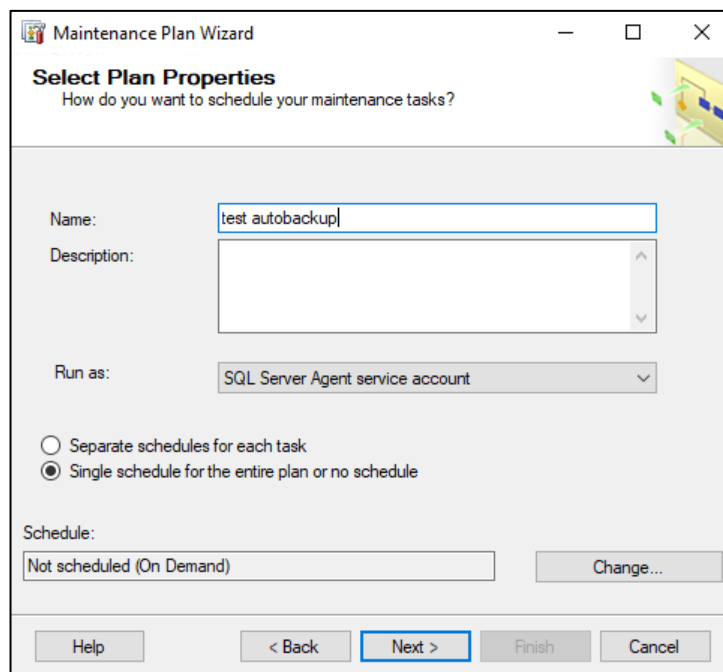 Maintenance Plan Wizard
Select Plan Properties
How do you want to schedule your maintenance tasks?
Name:
test autobackup
Description:
Run as:
SQL Server Agent service account
Separate schedules for each task
Single schedule for the entire plan or no schedule
Schedule:
Not scheduled (On Demand)
Change...
Help
< Back
Next >
Finish
Cancel